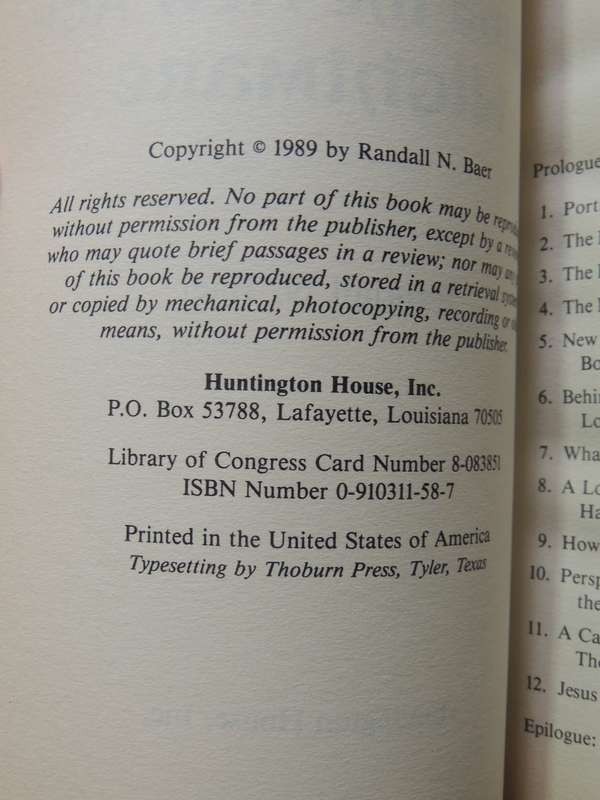 Copyright © 1989 by Randall N. Baer
All rights reserved. No part of this book may be
without permission from the publisher, except by a
who may quote brief passages in a review; nor may any
of this book be reproduced, stored in a retrieval
or copied by mechanical, photocopying, recording or
means, without permission from the publisher.
Huntington House, Inc.
P.O. Box 53788, Lafayette, Louisiana 70505
Library of Congress Card Number 8-083851
ISBN Number 0-910311-58-7
Printed in the United States of America
Typesetting by Thoburn Press, Tyler, Texas
Prologue
1. Port
2. The
3. The
4. The
5. New
Bo
6. Behin
Lo
7. Wha
8. A Lo
Ha
9. How
10. Persp
the
11. A Ca
The
12. Jesus
Epilogue: